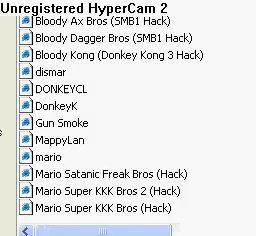 Unregistered HyperCam 2
Bloody Ax Bros (SMB1 Hack)
Bloody Dagger Bros (SMB1 Hack)
Bloody Kong (Donkey Kong 3 Hack)
dismar
DONKEYCL
DonkeyK
Gun Smoke
MappyLan
mario
Mario Satanic Freak Bros (Hack)
Mario Super KKK Bros 2 (Hack)
Mario Super KKK Bros (Hack)